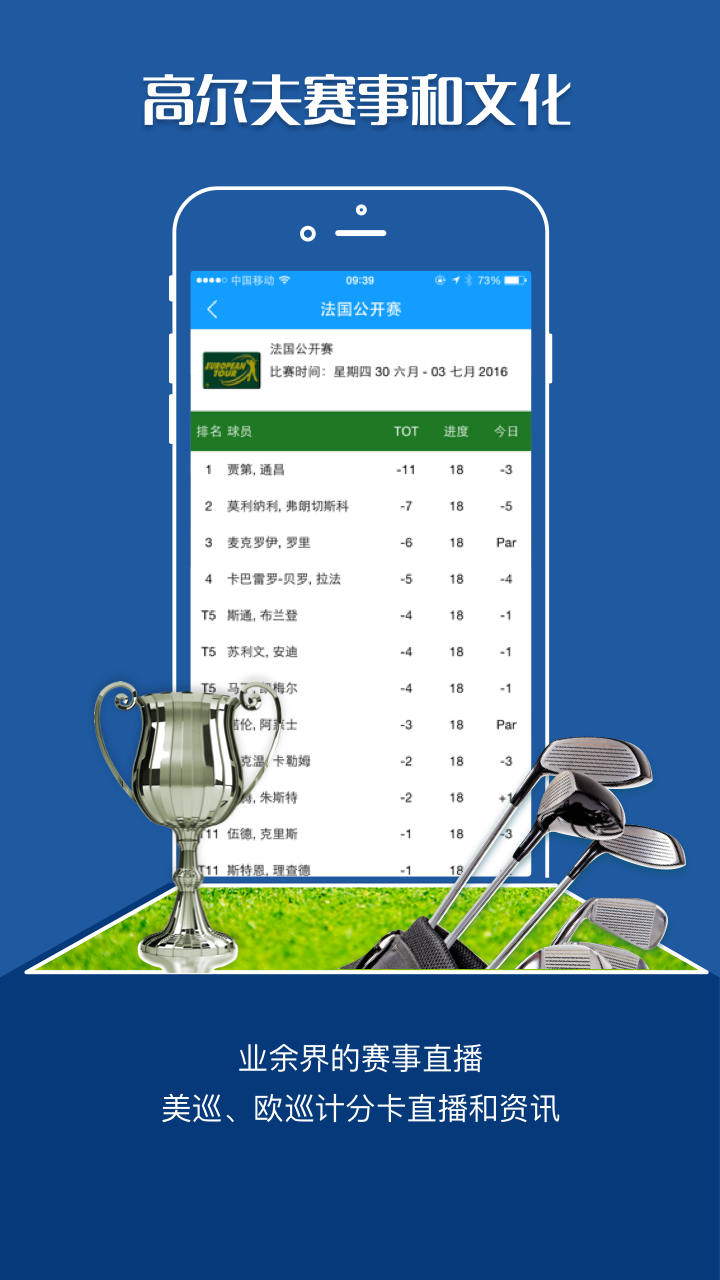 高尔夫赛事和文化
中国移动 09:39 73%
法国公开赛
EUROPEAN TOUR
法国公开赛
比赛时间: 星期四 30 六月 - 03 七月 2016
排名 球员 TOT 进度 今日
1 贾第, 通昌 -11 18 -3
2 莫利纳利, 弗朗切斯科 -7 18 -5
3 麦克罗伊, 罗里 -6 18 Par
4 卡巴雷罗-贝罗, 拉法 -5 18 -4
T5 斯通, 布兰登 -4 18 -1
T5 苏利文, 安迪 -4 18 -1
T5 马 梅尔 -4 18 -1
伦, 阿 士 -3 18 Par
克温, 卡勒姆 -2 18 -3
, 朱斯特 -2 18 +1
T11 伍德, 克里斯 -1 18 -3
T11 斯特恩, 理查德 -1 18
业余界的赛事直播
美巡、欧巡计分卡直播和资讯